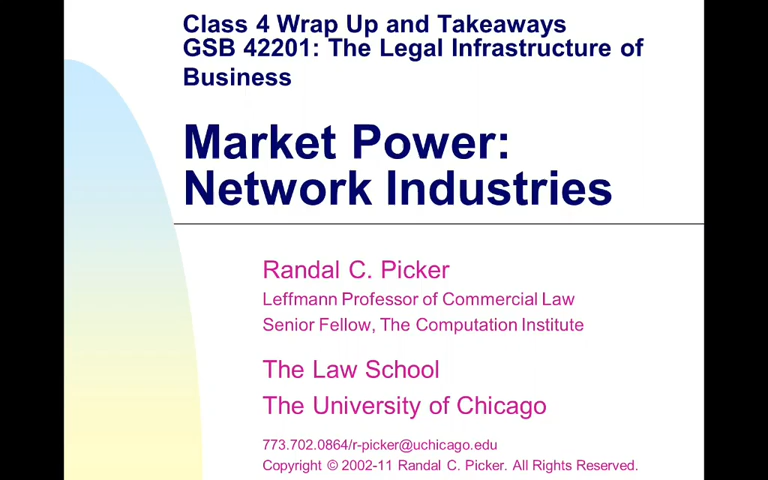 Class 4 Wrap Up and Takeaways
GSB 42201: The Legal Infrastructure of
Business
Market Power:
Network Industries
Randal C. Picker
Leffmann Professor of Commercial Law
Senior Fellow, The Computation Institute
The Law School
The University of Chicago
773.702.0864/r-picker@uchicago.edu
Copyright © 2002-11 Randal C. Picker. All Rights Reserved.